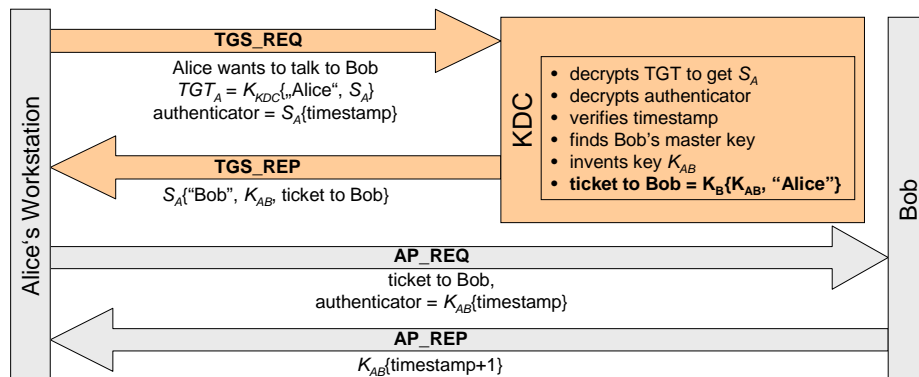 Alice‘s Workstation
TGS_REQ
Alice wants to talk to Bob
TGT_A = K_KDC{„Alice“, S_A}
authenticator = S_A{timestamp}
KDC
• decrypts TGT to get S_A
• decrypts authenticator
• verifies timestamp
• finds Bob’s master key
• invents key K_AB
• ticket to Bob = K_B{K_AB, “Alice”}
TGS_REP
S_A{“Bob”, K_AB, ticket to Bob}
AP_REQ
ticket to Bob,
authenticator = K_AB{timestamp}
AP_REP
K_AB{timestamp+1}
Bob